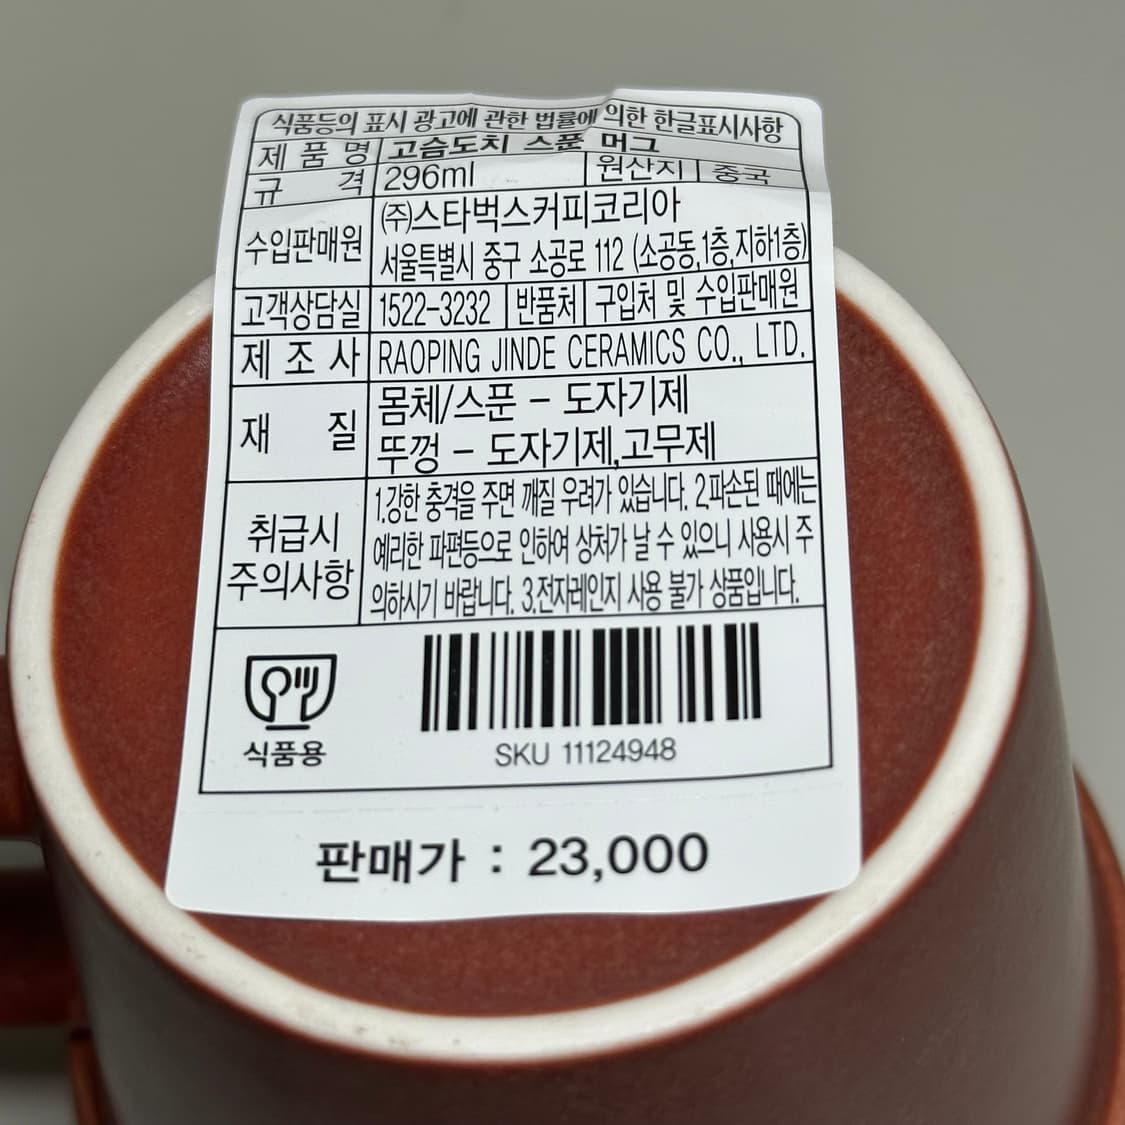 식품등의 표시 광고에 관한 법률에 의한 한글표시사항
제 품 명 고슴도치 스푼 머그
규 격 296ml 원산지 중국
수입판매원 ㈜스타벅스커피코리아
서울특별시 중구 소공로 112 (소공동,1층,지하1층)
고객상담실 1522-3232 반품처 구입처 및 수입판매원
제 조 사 RAOPING JINDE CERAMICS CO., LTD.
재 질 몸체/스푼 - 도자기제
뚜껑 - 도자기제,고무제
취급시 주의사항
1.강한 충격을 주면 깨질 우려가 있습니다. 2.파손된 때에는
예리한 파편등으로 인하여 상처가 날 수 있으니 사용시 주
의하시기 바랍니다. 3.전자레인지 사용 불가 상품입니다.
식품용
SKU 11124948
판매가 : 23,000